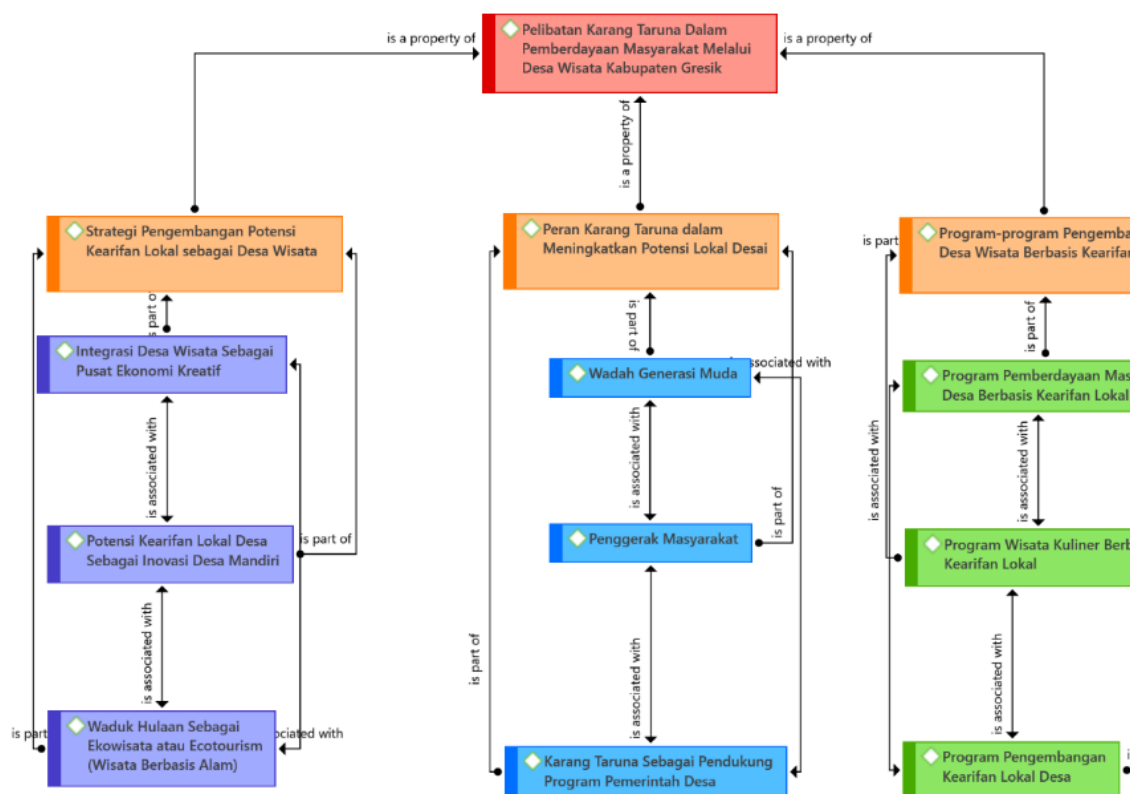 is a property of
Pelibatan Karang Taruna Dalam
Pemberdayaan Masyarakat Melalui
Desa Wisata Kabupaten Gresik
is a property of
is a property of
Strategi Pengembangan Potensi
Kearifan Lokal sebagai Desa Wisata
Peran Karang Taruna dalam
Meningkatkan Potensi Lokal Desai
is part
Program-program
Desa Wisata Berbasis Kearifan
is part of
is part of
is part of
Integrasi Desa Wisata Sebagai
Pusat Ekonomi Kreatif
Wadah Generasi Muda
associated with
Program Pemberdayaan
Desa Berbasis Kearifan Lokal
is associated with
is associated with
is associated with
is associated with
Potensi Kearifan Lokal Desa
Sebagai Inovasi Desa Mandiri
is part of
Penggerak Masyarakat
is part of
Program Wisata Kuliner
Kearifan Lokal
is associated with
is part of
is associated with
is associated with
is part
Waduk Hulaan Sebagai
Ekowisata atau Ecotourism
(Wisata Berbasis Alam)
with
Karang Taruna Sebagai Pendukung
Program Pemerintah Desa
Program Pengembangan
Kearifan Lokal Desa